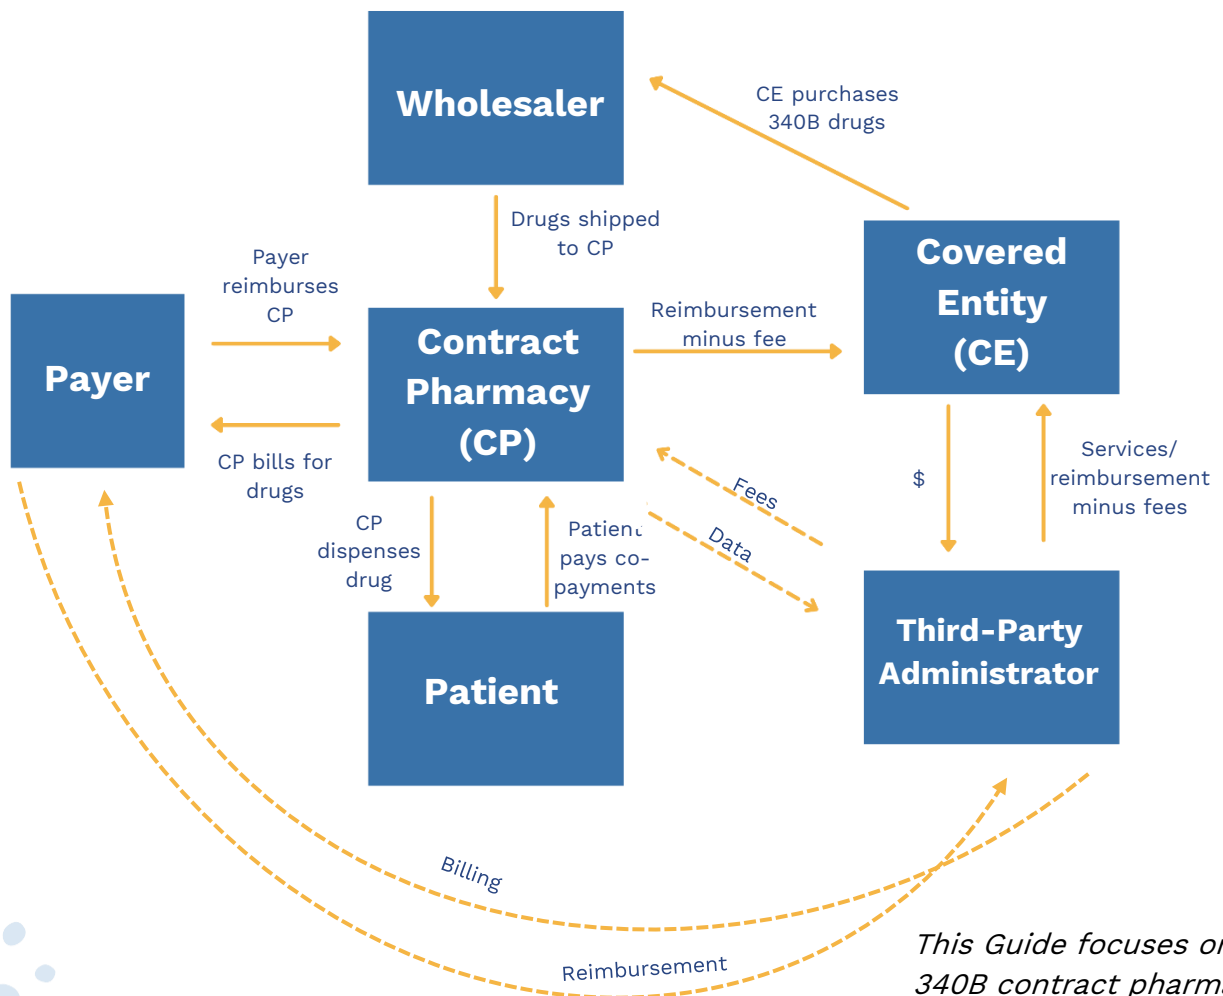 Wholesaler
CE purchases
340B drugs
Drugs shipped
to CP
Covered
Entity
(CE)
Payer
reimburses
CP
Reimbursement
minus fee
Contract
Pharmacy
(CP)
Payer
CP bills for
drugs
$
Services/
reimbursement
minus fees
Fees
Data
CP
dispenses
drug
Patient
pays co-
payments
Third-Party
Administrator
Patient
Billing
Reimbursement
This Guide focuses on
340B contract